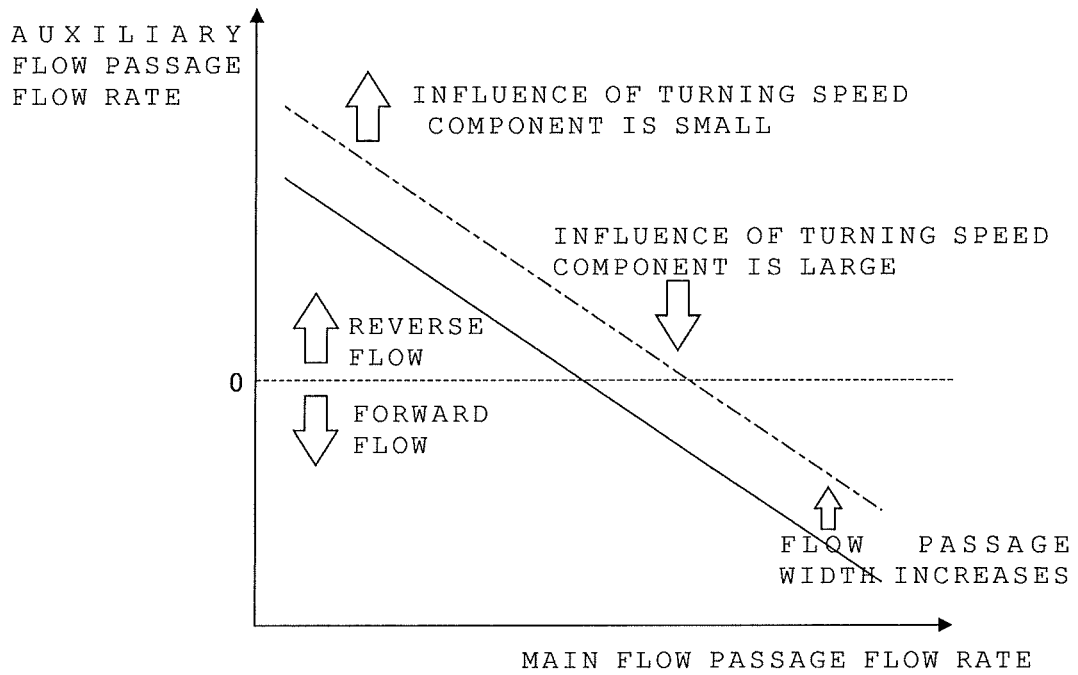 AUXILIARY
FLOW PASSAGE
FLOW RATE
INFLUENCE OF TURNING SPEED
COMPONENT IS SMALL
INFLUENCE OF TURNING SPEED
COMPONENT IS LARGE
REVERSE
FLOW
0
FORWARD
FLOW
FLOW PASSAGE
WIDTH INCREASES
MAIN FLOW PASSAGE FLOW RATE